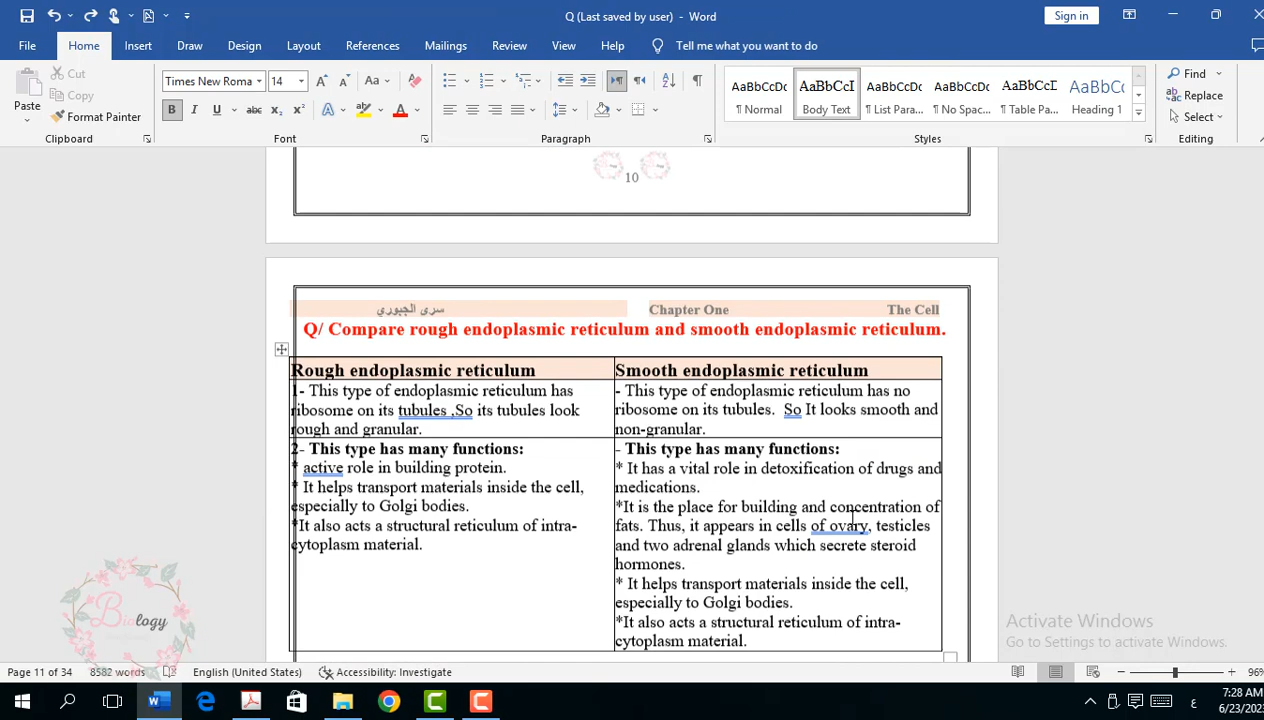 Q (Last saved by user) - Word
Sign in
File Home Insert Draw Design Layout References Mailings Review View Help Tell me what you want to do
Paste
Cut
Copy
Format Painter
Clipboard
Times New Roma 14
Font
Paragraph
AaBbCcDc AaBbCcI AaBbCcDc AaBbCcDc AaBbCcI AaBbCc
¶ Normal Body Text ¶ List Para... ¶ No Spac... ¶ Table Pa... Heading 1
Styles
Find
Replace
Select
Editing
10
سرى الجبوري Chapter One The Cell
Q/ Compare rough endoplasmic reticulum and smooth endoplasmic reticulum.
Rough endoplasmic reticulum
1- This type of endoplasmic reticulum has
ribosome on its tubules ,So its tubules look
rough and granular.
2- This type has many functions:
* active role in building protein.
* It helps transport materials inside the cell,
especially to Golgi bodies.
*It also acts a structural reticulum of intra-
cytoplasm material.
Smooth endoplasmic reticulum
- This type of endoplasmic reticulum has no
ribosome on its tubules. So It looks smooth and
non-granular.
- This type has many functions:
* It has a vital role in detoxification of drugs and
medications.
*It is the place for building and concentration of
fats. Thus, it appears in cells of ovary, testicles
and two adrenal glands which secrete steroid
hormones.
* It helps transport materials inside the cell,
especially to Golgi bodies.
*It also acts a structural reticulum of intra-
cytoplasm material.
Biology
Activate Windows
Go to Settings to activate Windows.
Page 11 of 34 8582 words English (United States) Accessibility: Investigate 96%
ع 7:28 AM
6/23/202